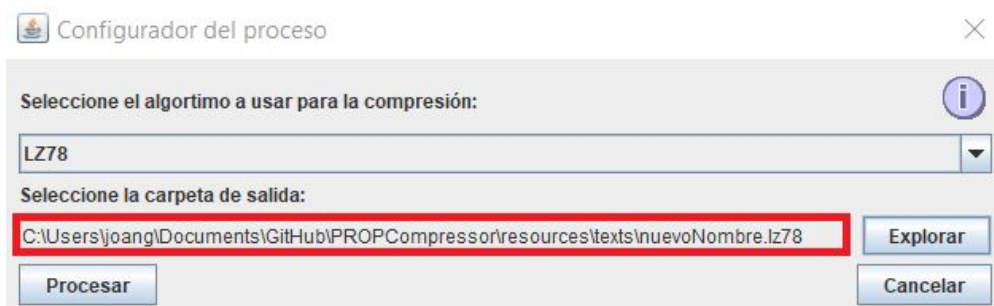 Configurador del proceso
Seleccione el algortimo a usar para la compresión:
i
LZ78
Seleccione la carpeta de salida:
C:\Users\joang\Documents\GitHub\PROPCompressor\resources\texts\nuevoNombre.lz78
Explorar
Procesar
Cancelar